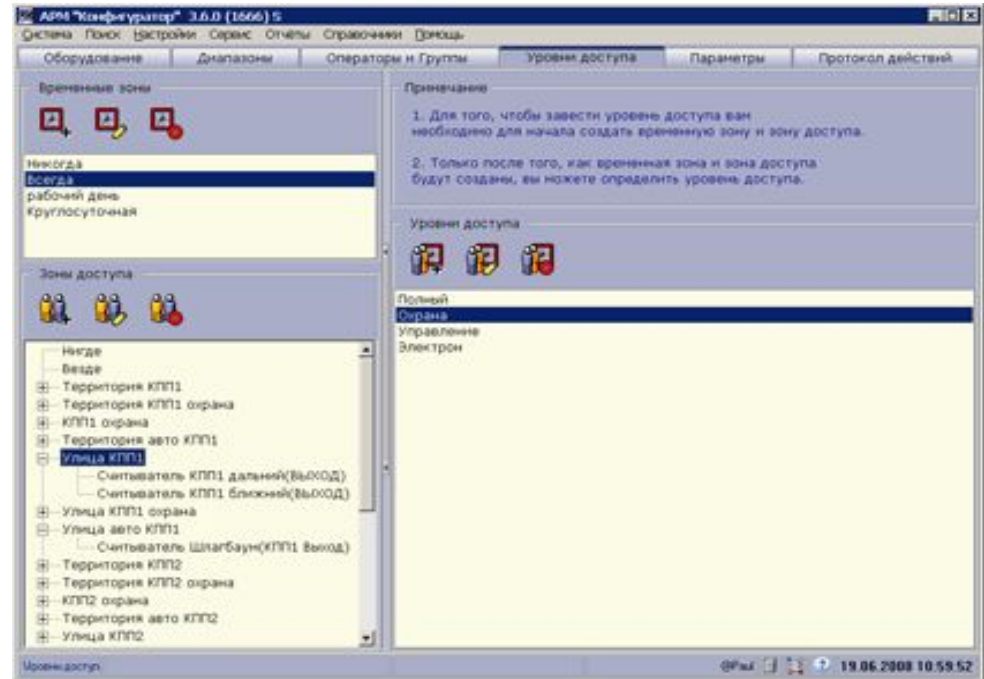 АРМ "Конфигуратор" 3.6.0 (1666) S
Система Поиск Настройки Сервис Отчёты Справочники Помощь
Оборудование Диапазоны Операторы и Группы Уровни доступа Параметры Протокол действий
Временные зоны
Никогда
Всегда
рабочий день
Круглосуточная
Зоны доступа
Нигде
Везде
Территория КПП1
Территория КПП1 охрана
КПП1 охрана
Территория авто КПП1
Улица КПП1
Считыватель КПП1 дальний(ВЫХОД)
Считыватель КПП1 ближний(ВЫХОД)
Улица КПП1 охрана
Улица авто КПП1
Считыватель Шлагбаум(КПП1 Выход)
Территория КПП2
Территория КПП2 охрана
КПП2 охрана
Территория авто КПП2
Улица КПП2
Примечание
1. Для того, чтобы завести уровень доступа вам
необходимо для начала создать временную зону и зону доступа.
2. Только после того, как временная зона и зона доступа
будут созданы, вы можете определить уровень доступа.
Уровни доступа
Полный
Охрана
Управление
Электрон
Уровни доступ
@Paul 19.06.2008 10:59:52